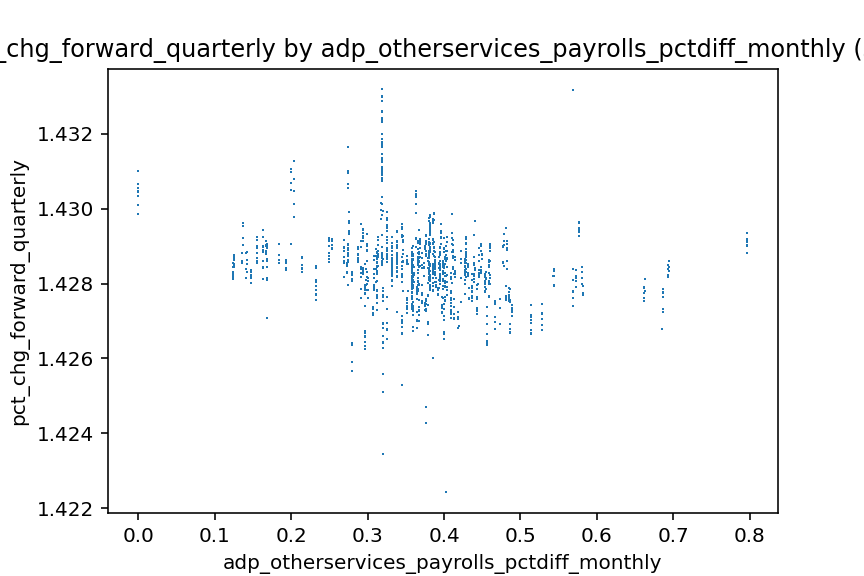 _chg_forward_quarterly by adp_otherservices_payrolls_pctdiff_monthly (
pct_chg_forward_quarterly
1.432
1.430
1.428
1.426
1.424
1.422
0.0 0.1 0.2 0.3 0.4 0.5 0.6 0.7 0.8
adp_otherservices_payrolls_pctdiff_monthly